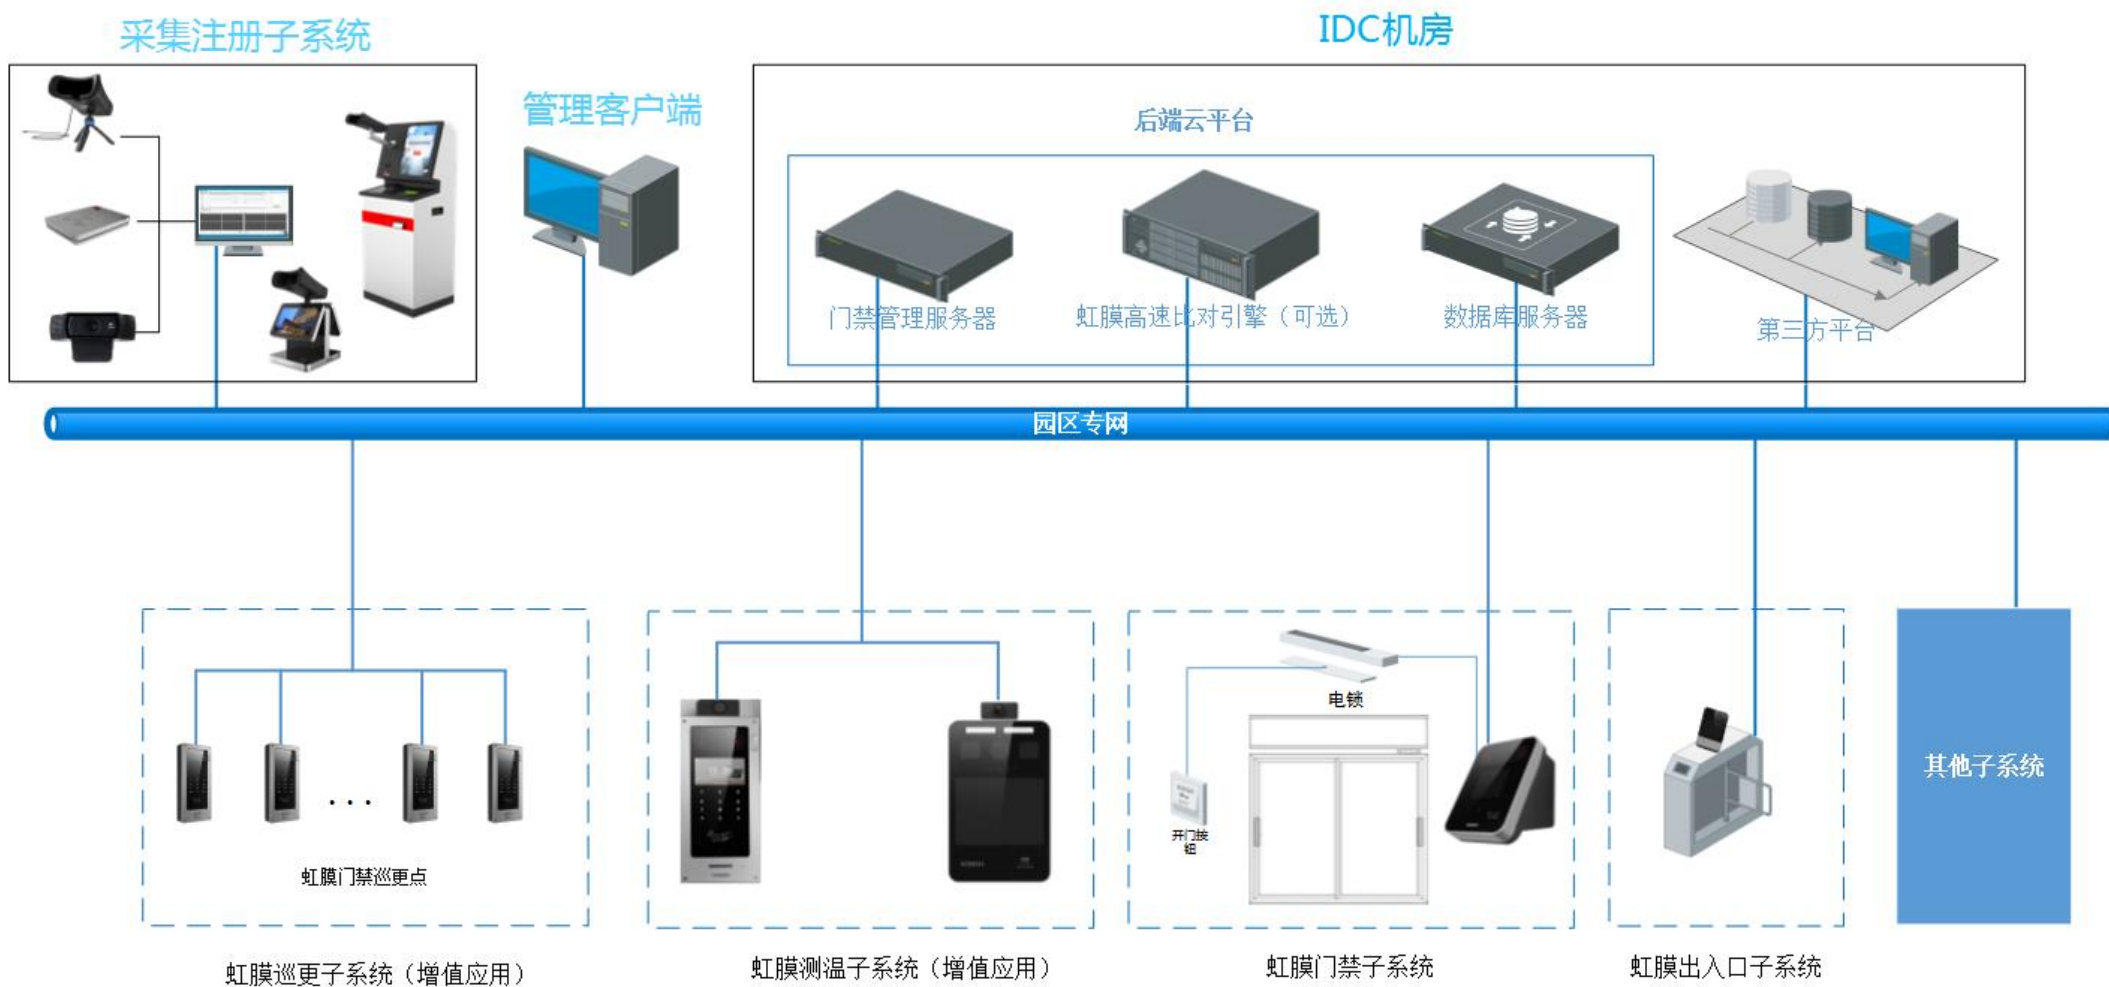 采集注册子系统
IDC机房
管理客户端
后端云平台
门禁管理服务器
虹膜高速比对引擎（可选）
数据库服务器
第三方平台
园区专网
电锁
开门按
钮
其他子系统
...
虹膜门禁巡更点
虹膜巡更子系统（增值应用）
虹膜测温子系统（增值应用）
虹膜门禁子系统
虹膜出入口子系统